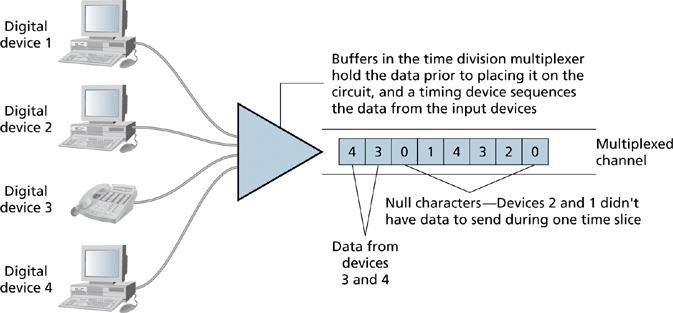 Digital
device 1
Digital
device 2
Digital
device 3
Digital
device 4
Buffers in the time division multiplexer
hold the data prior to placing it on the
circuit, and a timing device sequences
the data from the input devices
4 3 0 1 4 3 2 0
Multiplexed
channel
Null characters—Devices 2 and 1 didn't
have data to send during one time slice
Data from
devices
3 and 4